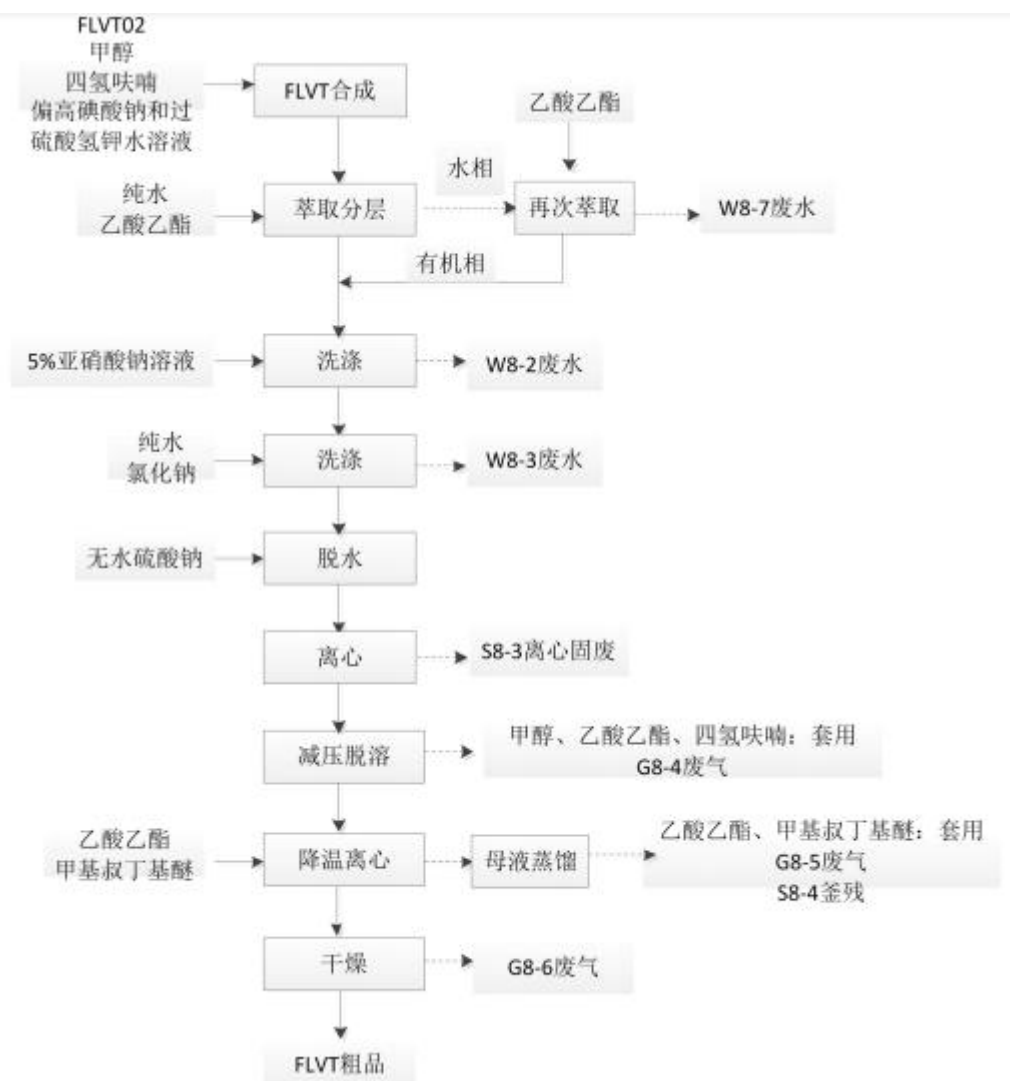 FLVT02
甲醇
四氢呋喃
偏高碘酸钠和过
硫酸氢钾水溶液
FLVT合成
乙酸乙酯
纯水
乙酸乙酯
萃取分层
水相
再次萃取
W8-7废水
有机相
5%亚硝酸钠溶液
洗涤
W8-2废水
纯水
氯化钠
洗涤
W8-3废水
无水硫酸钠
脱水
离心
S8-3离心固废
减压脱溶
甲醇、乙酸乙酯、四氢呋喃：套用
G8-4废气
乙酸乙酯
甲基叔丁基醚
降温离心
母液蒸馏
乙酸乙酯、甲基叔丁基醚：套用
G8-5废气
S8-4釜残
干燥
G8-6废气
FLVT粗品